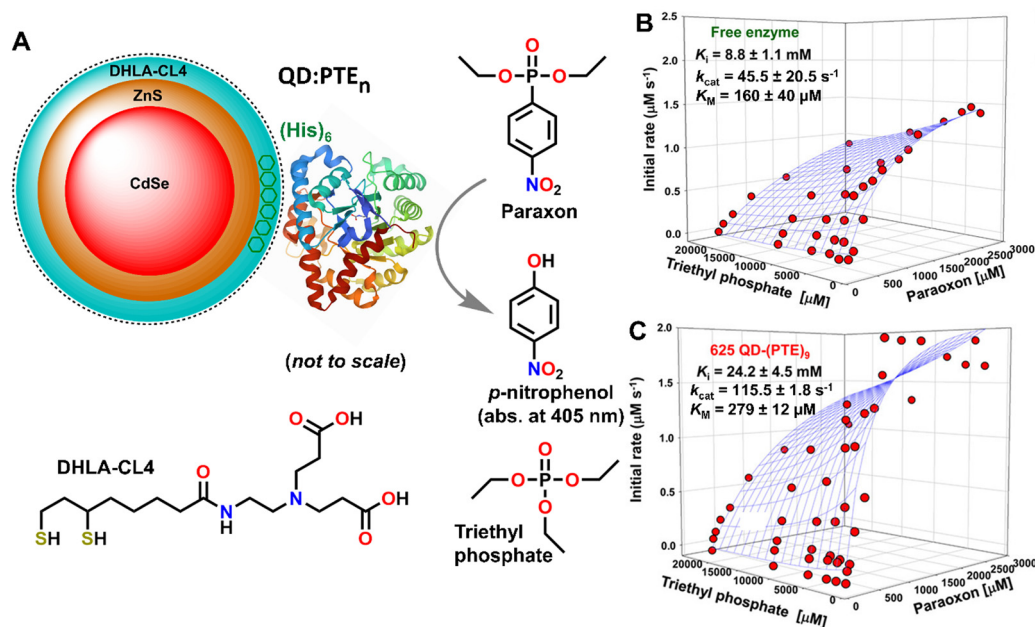 A
DHLA-CL4
ZnS
CdSe
QD:PTEn
(His)6
(not to scale)
O
O
P
O
NO2
Paraxon
OH
NO2
p-nitrophenol
(abs. at 405 nm)
O
O
P
O
O
Triethyl
phosphate
DHLA-CL4
SH
SH
O
N
H
N
O
OH
O
OH
B
Free enzyme
Ki = 8.8 ± 1.1 mM
kcat = 45.5 ± 20.5 s-1
KM = 160 ± 40 µM
Initial rate (µM s-1)
2.5
2.0
1.5
1.0
0.5
0.0
20000
15000
10000
5000
0
Triethyl phosphate [µM]
0
500
1000
1500
2000
2500
3000
Paraoxon [µM]
C
625 QD-(PTE)9
Ki = 24.2 ± 4.5 mM
kcat = 115.5 ± 1.8 s-1
KM = 279 ± 12 µM
Initial rate (µM s-1)
2.0
1.5
1.0
0.5
0.0
20000
15000
10000
5000
0
Triethyl phosphate [µM]
0
500
1000
1500
2000
2500
3000
Paraoxon [µM]